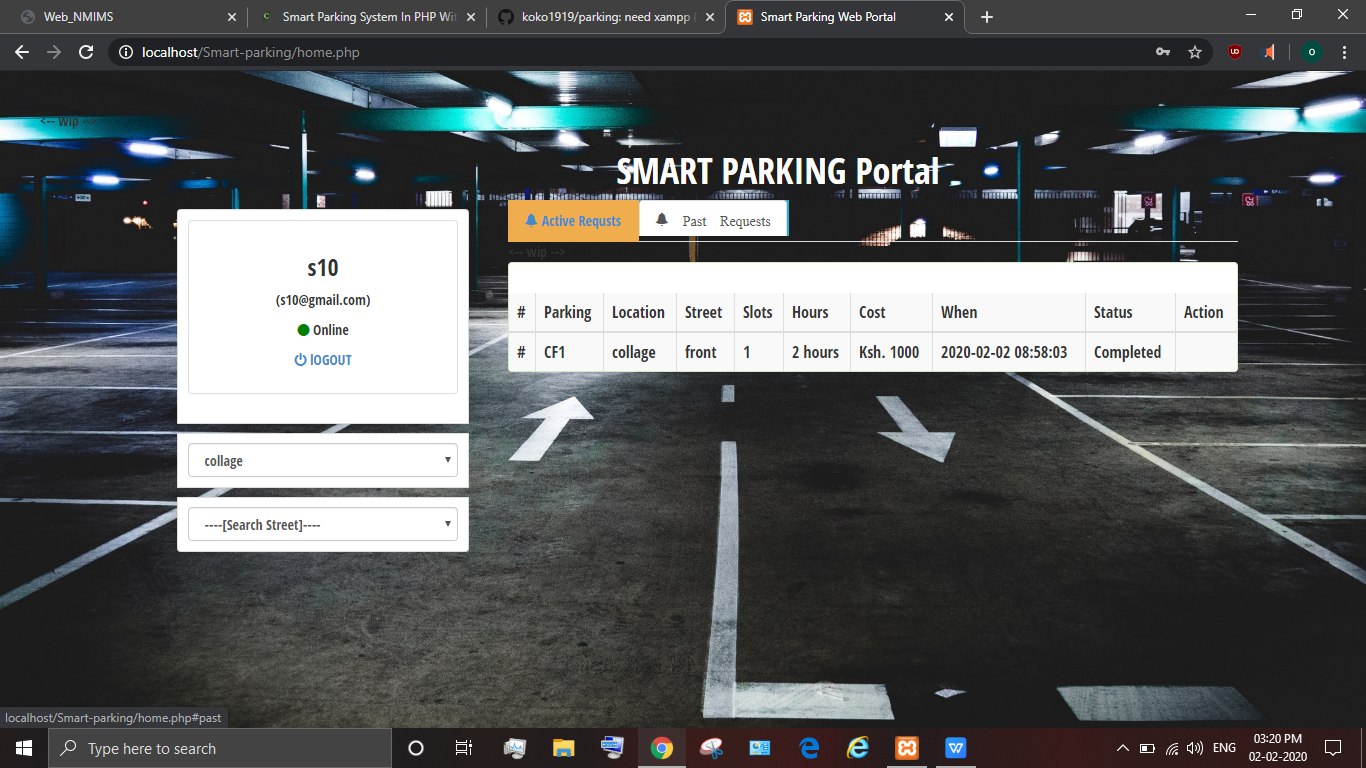 Web_NMIMS
Smart Parking System In PHP Wit
koko1919/parking: need xampp (
Smart Parking Web Portal
localhost/Smart-parking/home.php
<-- wip -->
SMART PARKING Portal
Active Requsts Past Requests
<-- wip -->
s10
(s10@gmail.com)
Online
lOGOUT
# Parking Location Street Slots Hours Cost When Status Action
# CF1 collage front 1 2 hours Ksh. 1000 2020-02-02 08:58:03 Completed
collage
----[Search Street]----
localhost/Smart-parking/home.php#past
Type here to search
ENG
03:20 PM
02-02-2020